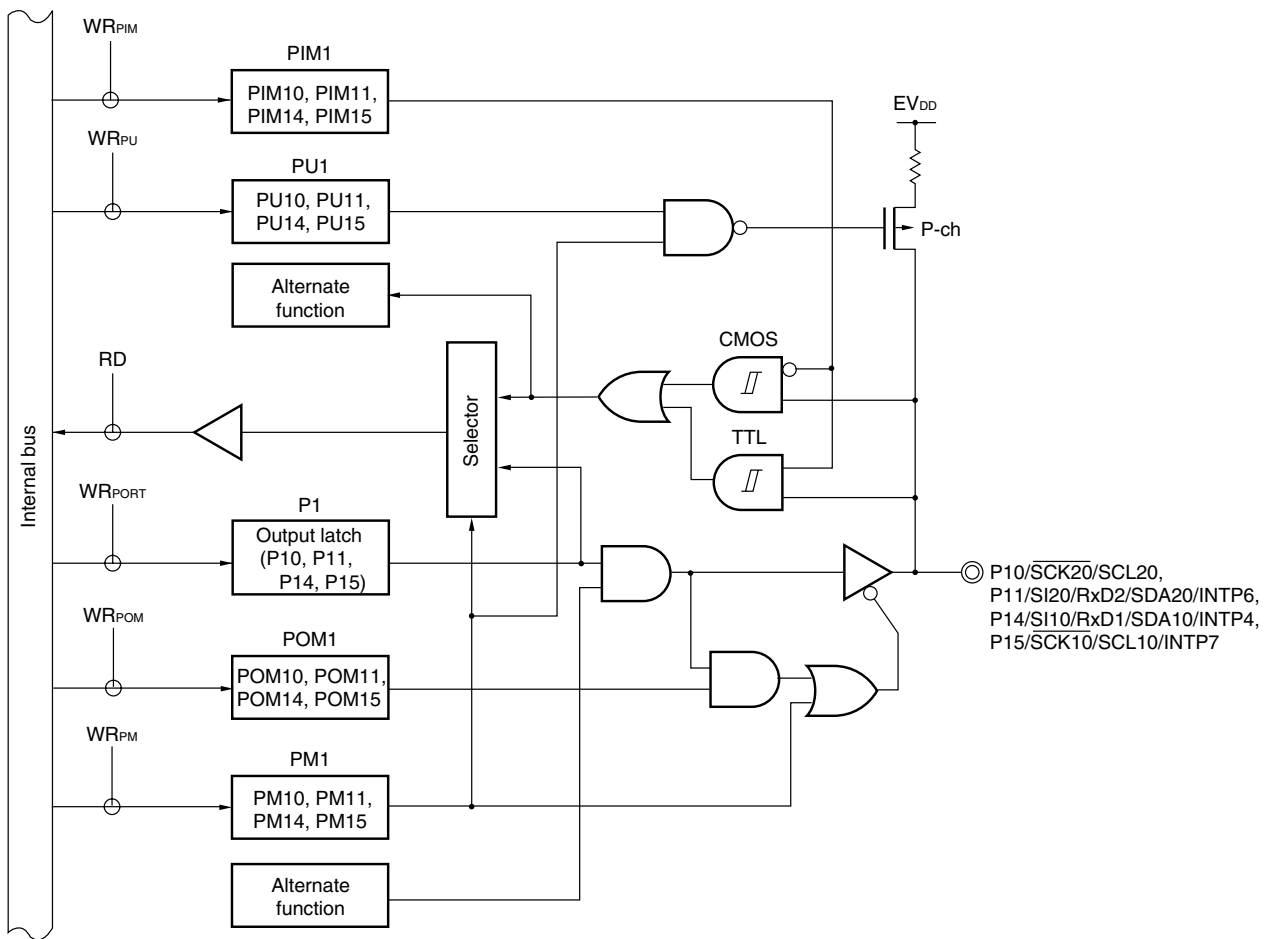 WRPIM
PIM1
PIM10, PIM11,
PIM14, PIM15
EVDD
WRPU
PU1
PU10, PU11,
PU14, PU15
P-ch
Alternate
function
CMOS
RD
Selector
TTL
Internal bus
WRPORT
P1
Output latch
(P10, P11,
P14, P15)
P10/SCK20/SCL20,
P11/SI20/RxD2/SDA20/INTP6,
P14/SI10/RxD1/SDA10/INTP4,
P15/SCK10/SCL10/INTP7
WRPOM
POM1
POM10, POM11,
POM14, POM15
WRPM
PM1
PM10, PM11,
PM14, PM15
Alternate
function